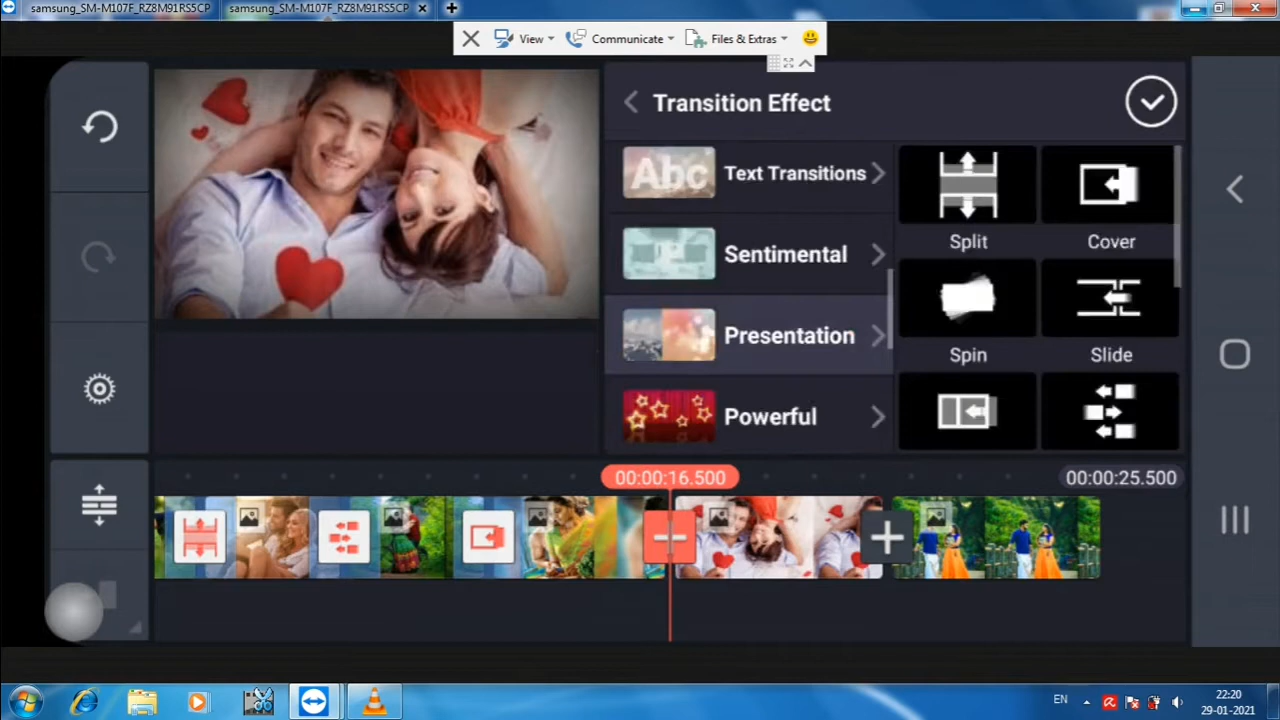 samsung_SM-M107F_RZ8M91RS5CP
samsung_SM-M107F_RZ8M91RS5CP
View
Communicate
Files & Extras
Transition Effect
Abc
Text Transitions
Sentimental
Presentation
Powerful
Split
Cover
Spin
Slide
00:00:16.500
00:00:25.500
EN
22:20
29-01-2021